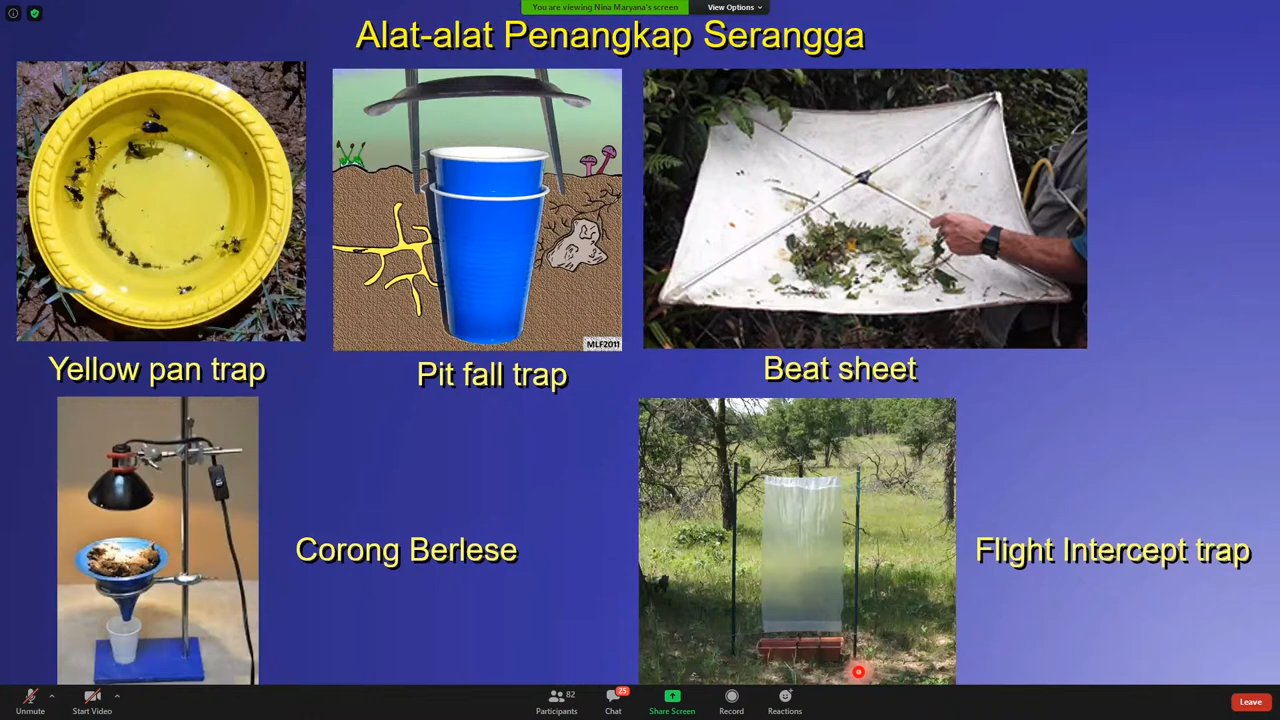 You are viewing Nina Maryana's screen
View Options
Alat-alat Penangkap Serangga
MLF2011
Yellow pan trap
Pit fall trap
Beat sheet
Corong Berlese
Flight Intercept trap
Unmute
Start Video
82
Participants
25
Chat
Share Screen
Record
Reactions
Leave